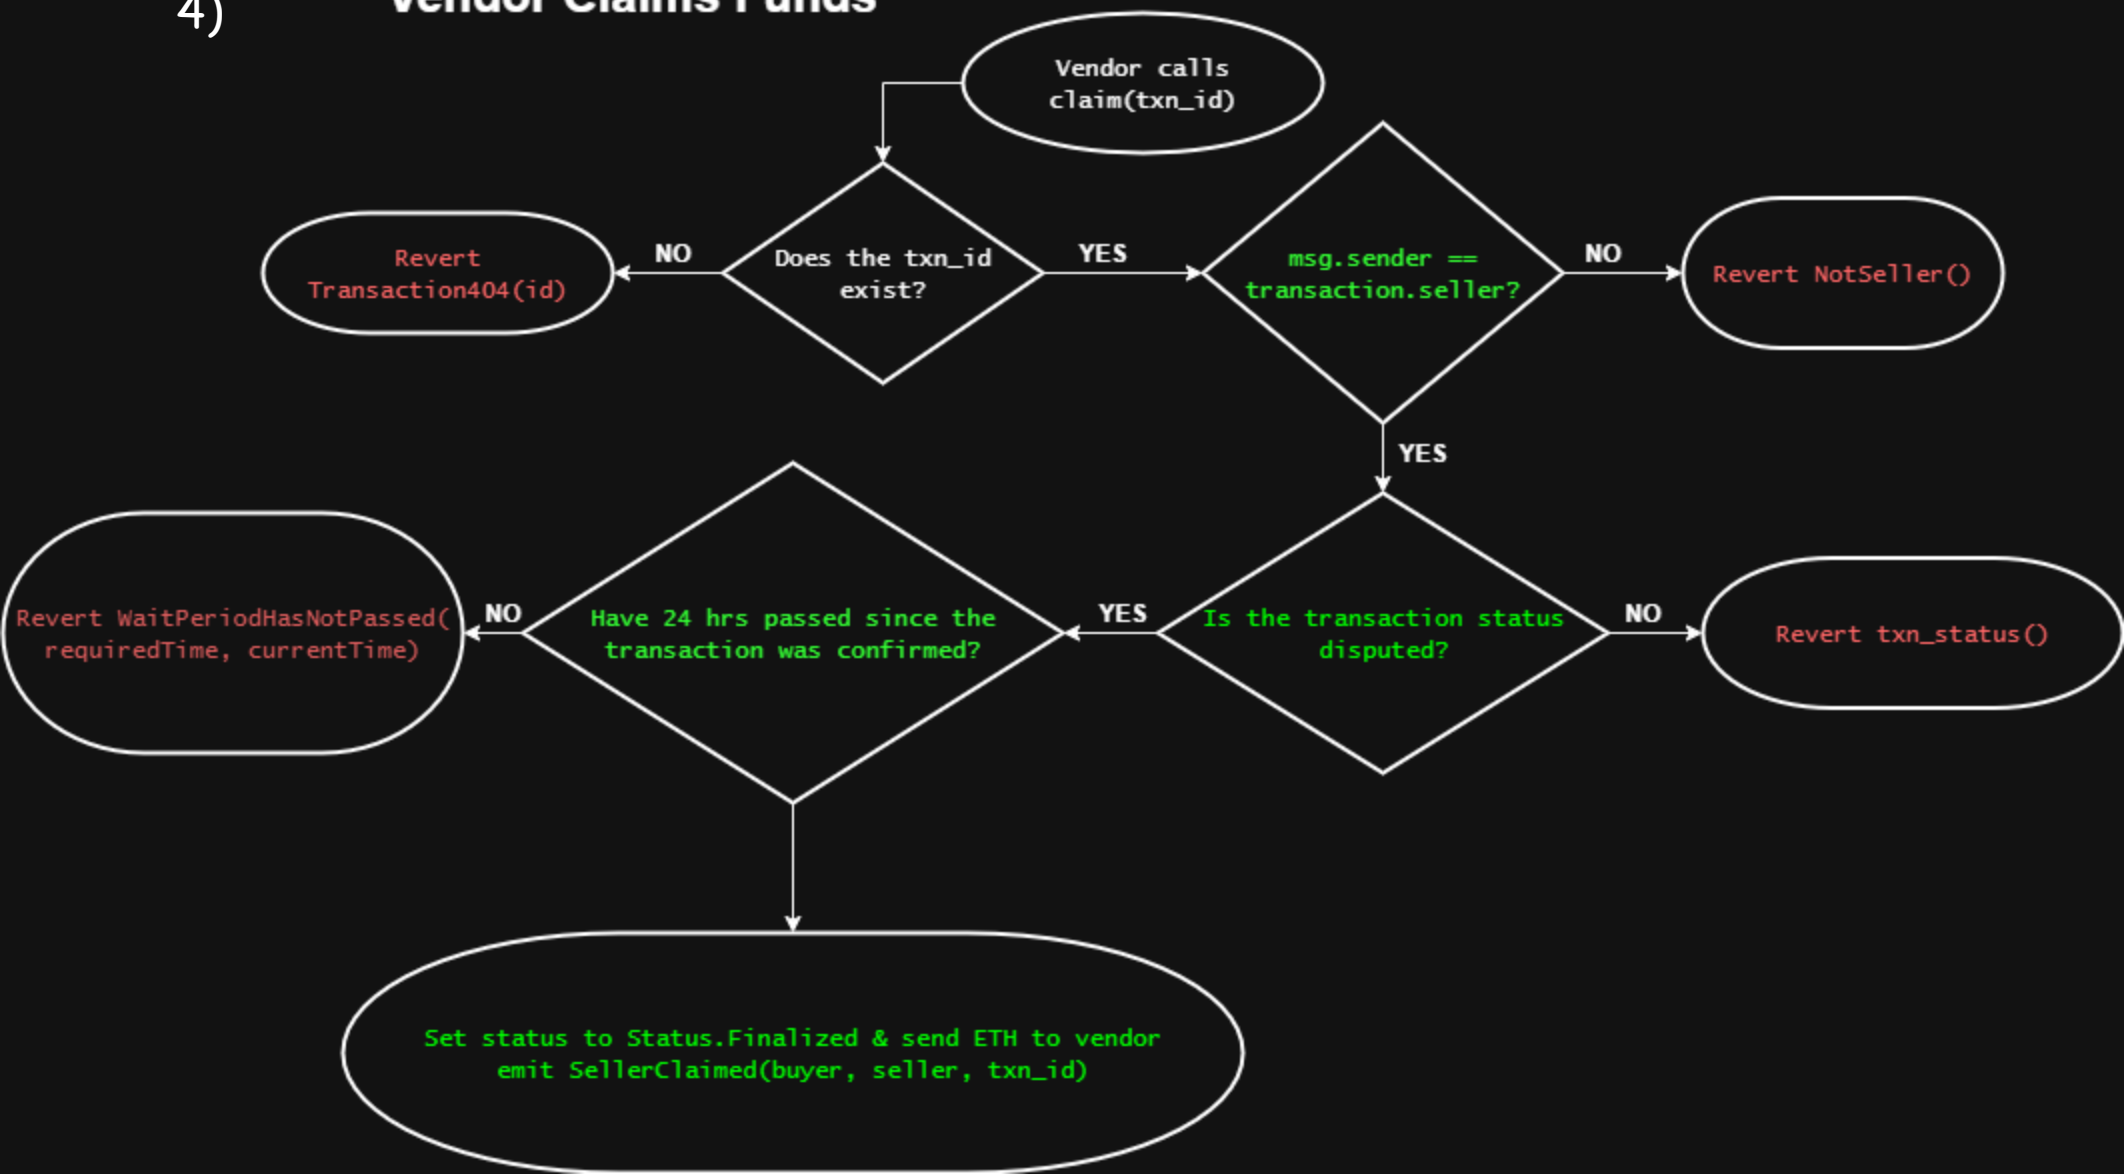 4)
Vendor Claims Funds
Vendor calls
claim(txn_id)
Revert
Transaction404(id)
NO
Does the txn_id
exist?
YES
msg.sender ==
transaction.seller?
NO
Revert NotSeller()
YES
Revert WaitPeriodHasNotPassed(
requiredTime, currentTime)
NO
Have 24 hrs passed since the
transaction was confirmed?
YES
Is the transaction status
disputed?
NO
Revert txn_status()
Set status to Status.Finalized & send ETH to vendor
emit SellerClaimed(buyer, seller, txn_id)